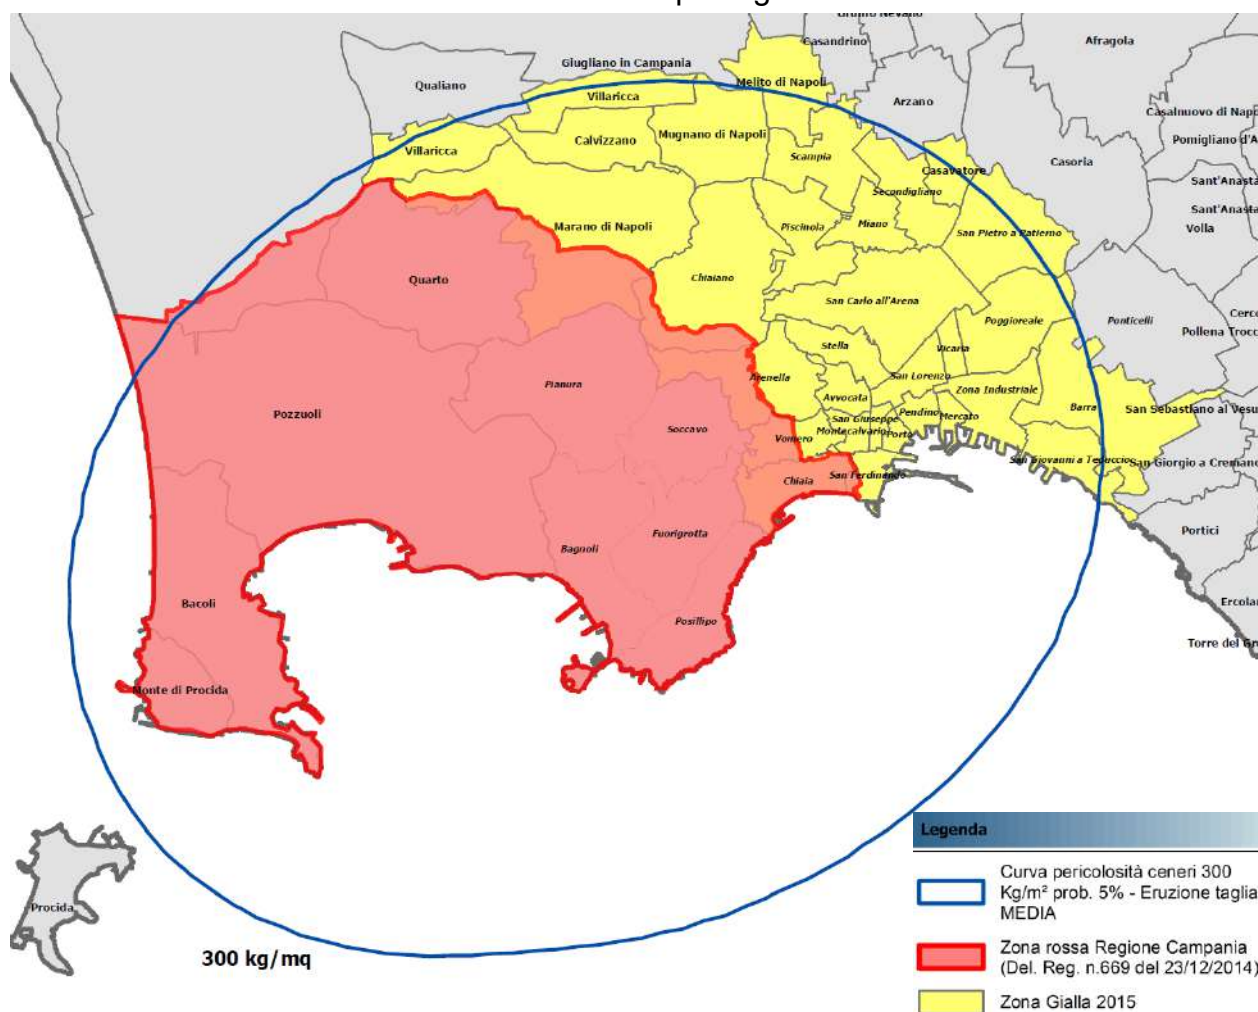 Casandrino
Afragola
Giugliano in Campania
Qualiano
Melito di Napoli
Villaricca
Arzano
Casalnuovo di Napo
Mugnano di Napoli
Calvizzano
Pomigliano d'A
Villaricca
Scampia
Casoria
Casavatore
Sant'Anasta
Secondigliano
Sant'Anasta
Marano di Napoli
Piscinola
Miano
Volla
San Pietro a Patierno
Quarto
Chiaiano
San Carlo all'Arena
Cerco
Poggioreale
Ponticelli
Pollena Trocc
Stella
Vicaria
Pianura
Arenella
San Lorenzo
Zona Industriale
Avvocata
Pozzuoli
Barra
San Sebastiano al Vesu
Pendino
Mercato
San Giuseppe
Soccavo
Montecalvario
Porto
Vomero
San Giovanni a Teduccio
San Giorgio a Cremano
Chiaia
San Ferdinando
Portici
Fuorigrotta
Bagnoli
Bacoli
Ercolan
Posillipo
Torre del Gr
Monte di Procida
Procida
300 kg/mq
Legenda
Curva pericolosità ceneri 300
Kg/m² prob. 5% - Eruzione taglia
MEDIA
Zona rossa Regione Campania
(Del. Reg. n.669 del 23/12/2014)
Zona Gialla 2015